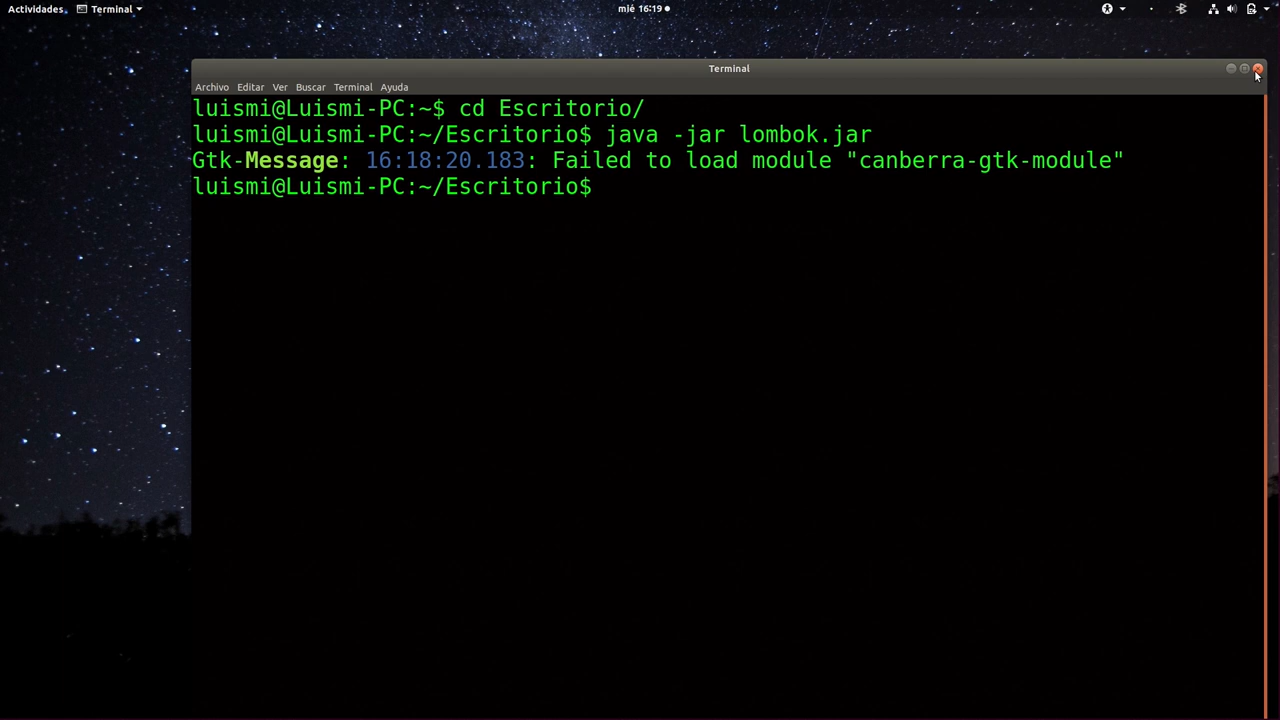 Actividades Terminal mié 16:19
Terminal
Archivo Editar Ver Buscar Terminal Ayuda
luismi@Luismi-PC:~$ cd Escritorio/
luismi@Luismi-PC:~/Escritorio$ java -jar lombok.jar
Gtk-Message: 16:18:20.183: Failed to load module "canberra-gtk-module"
luismi@Luismi-PC:~/Escritorio$